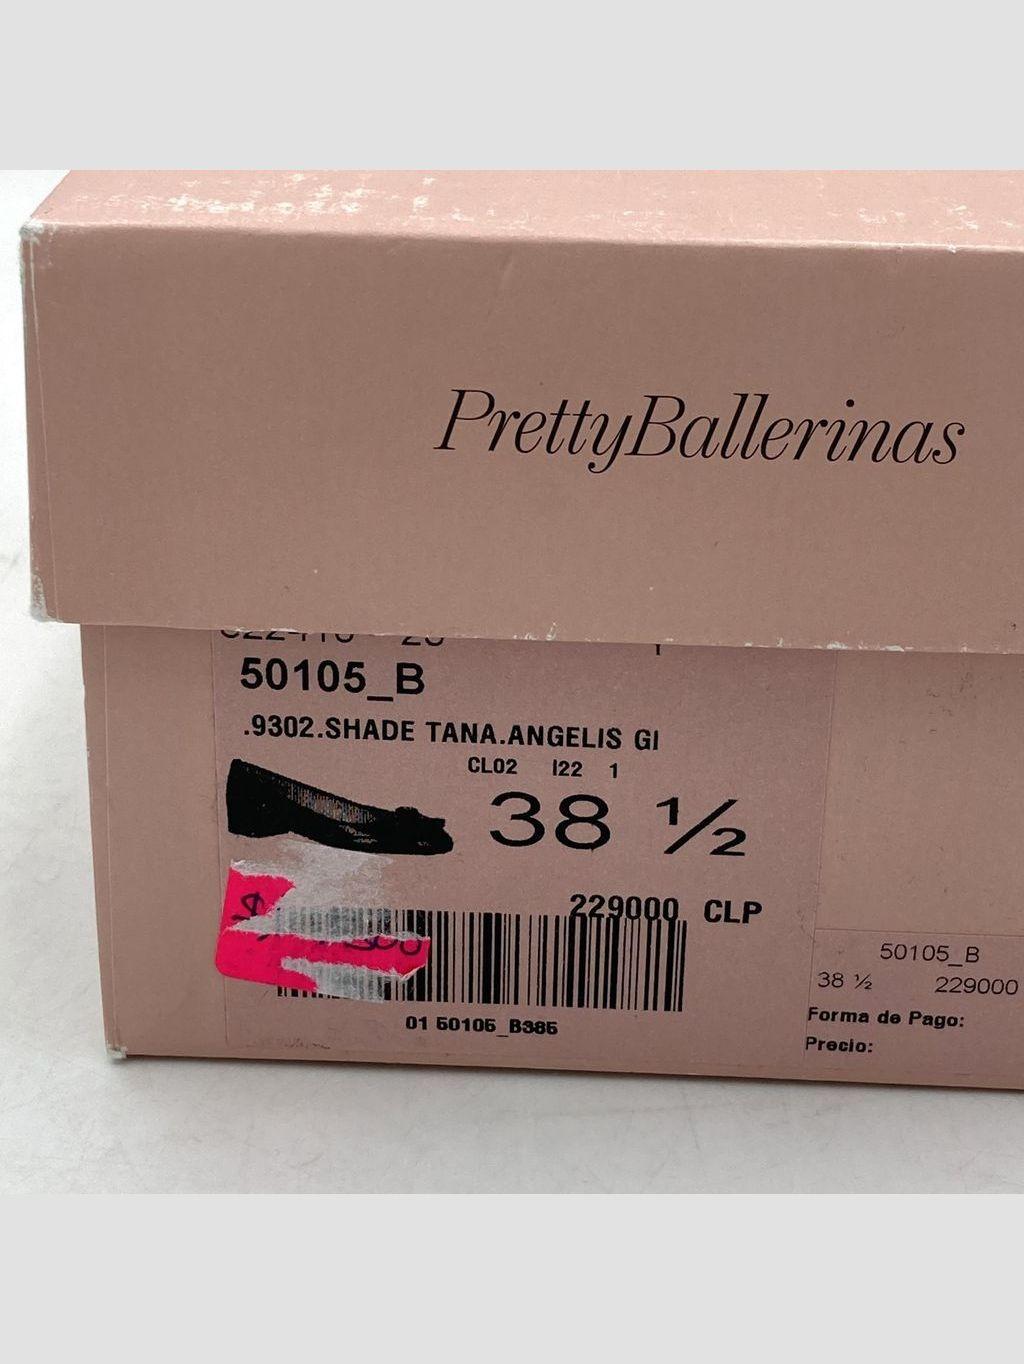 PrettyBallerinas
50105_B
.9302.SHADE TANA.ANGELIS GI
CL02 I22 1
38 ½
229000 CLP
01 50105_B385
50105_B
38 ½ 229000
Forma de Pago:
Precio: